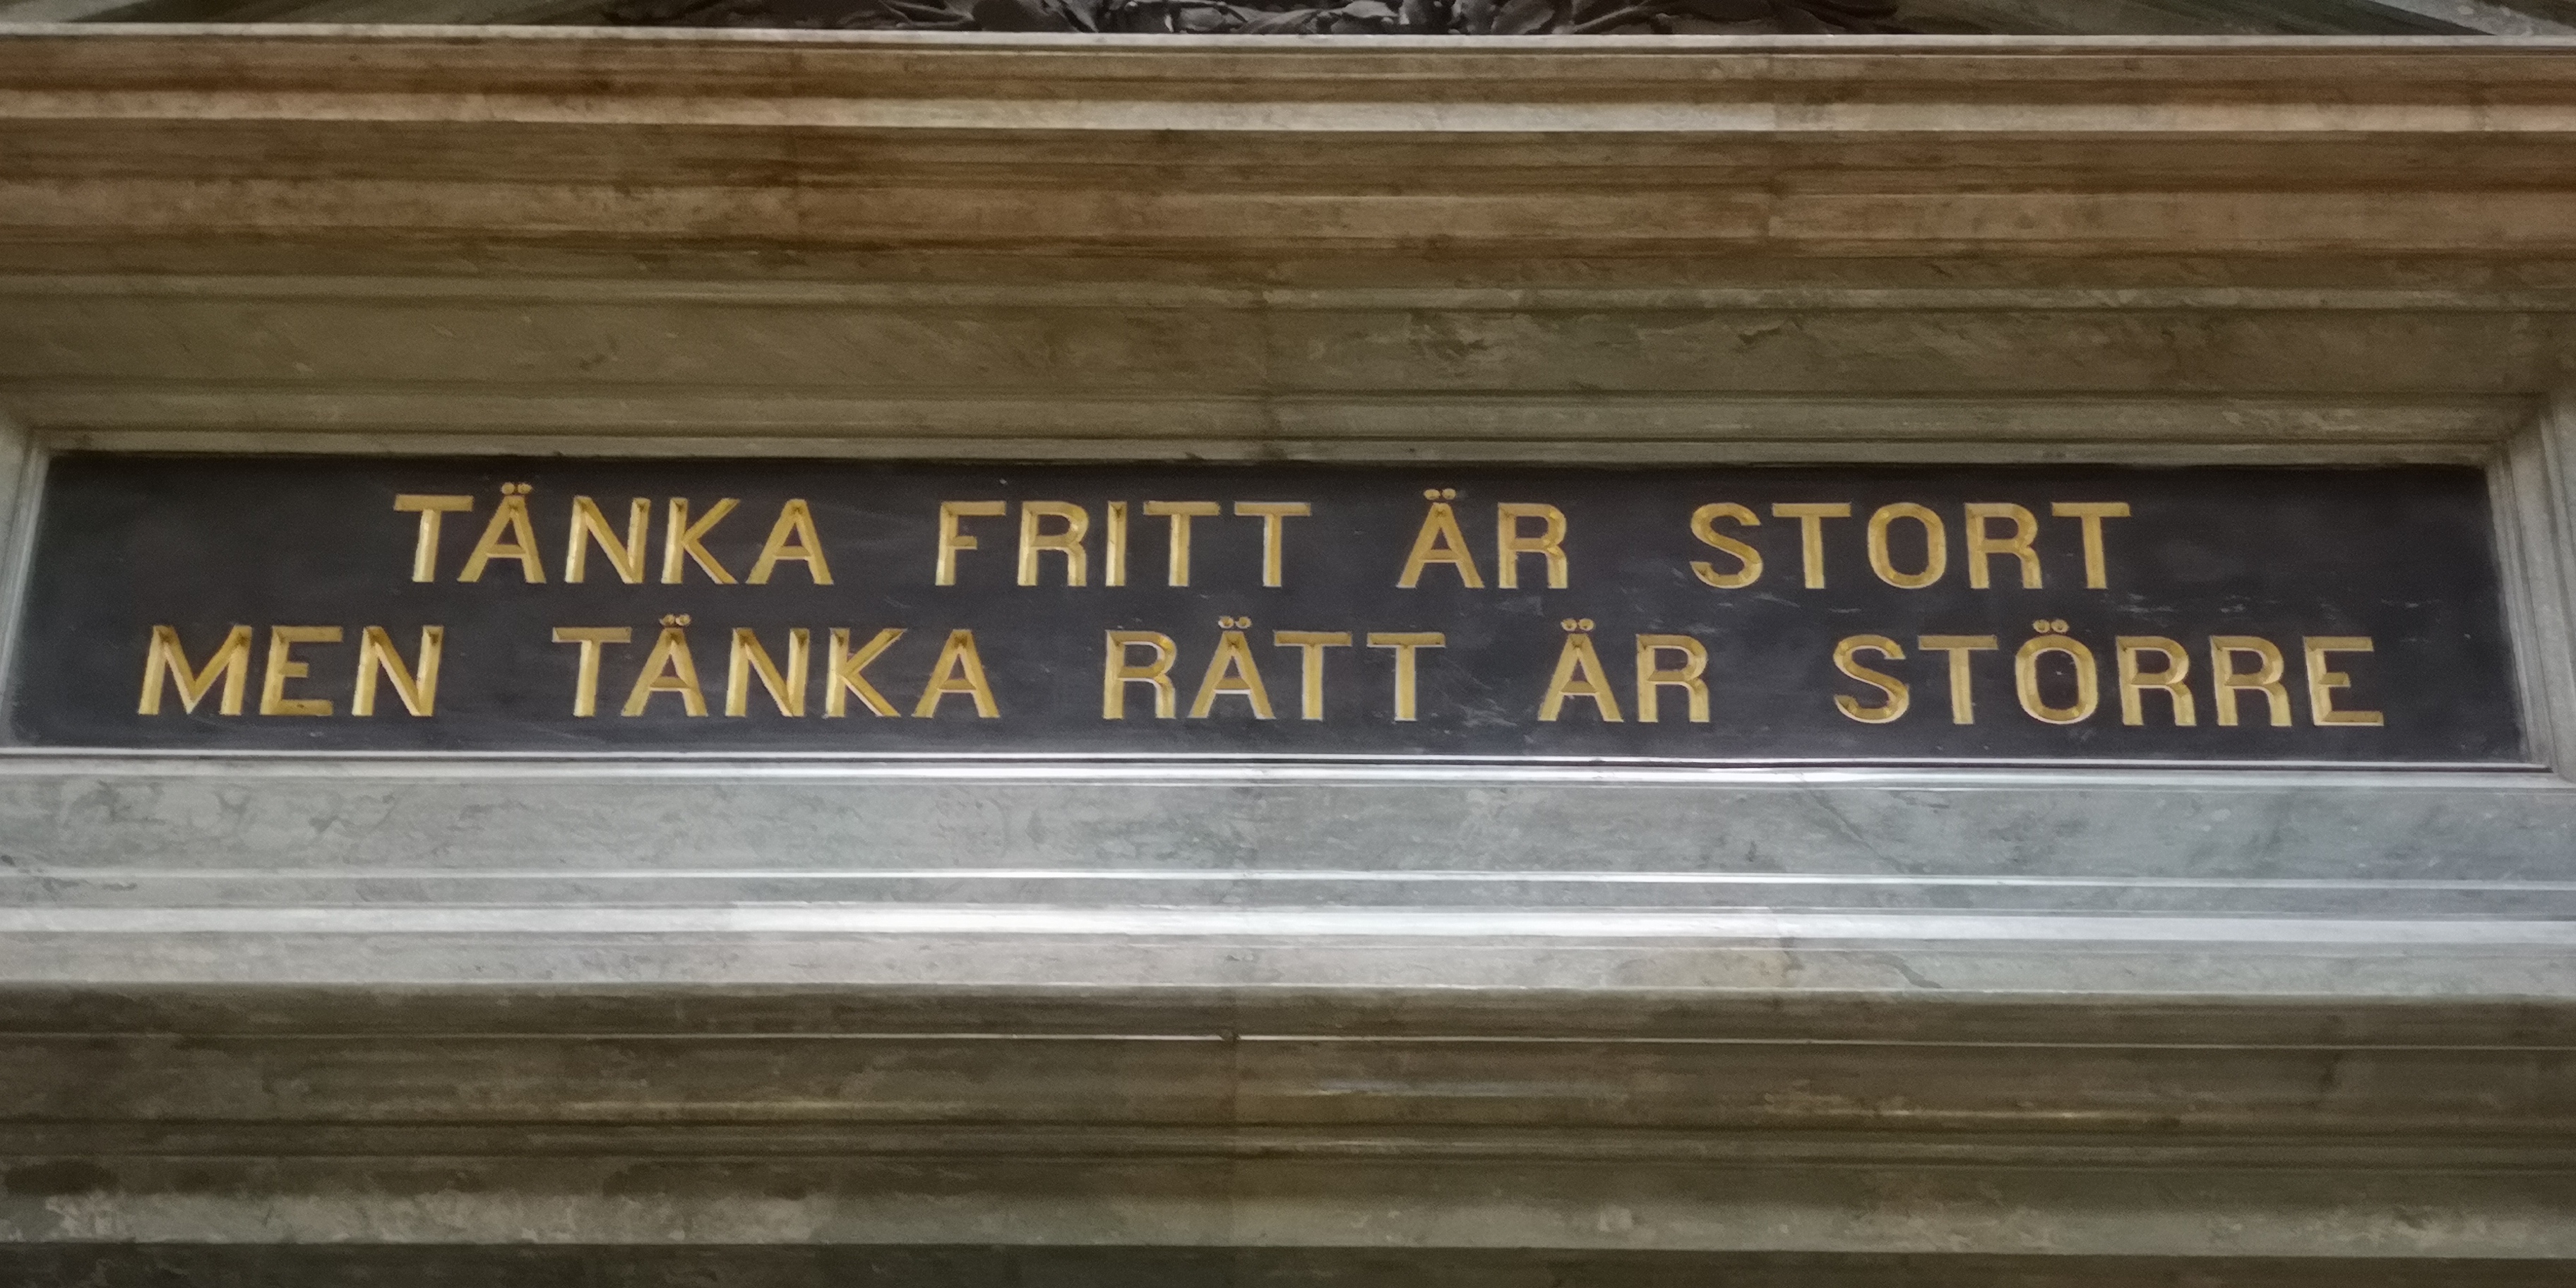 TÄNKA FRITT ÄR STORT
MEN TÄNKA RÄTT ÄR STÖRRE